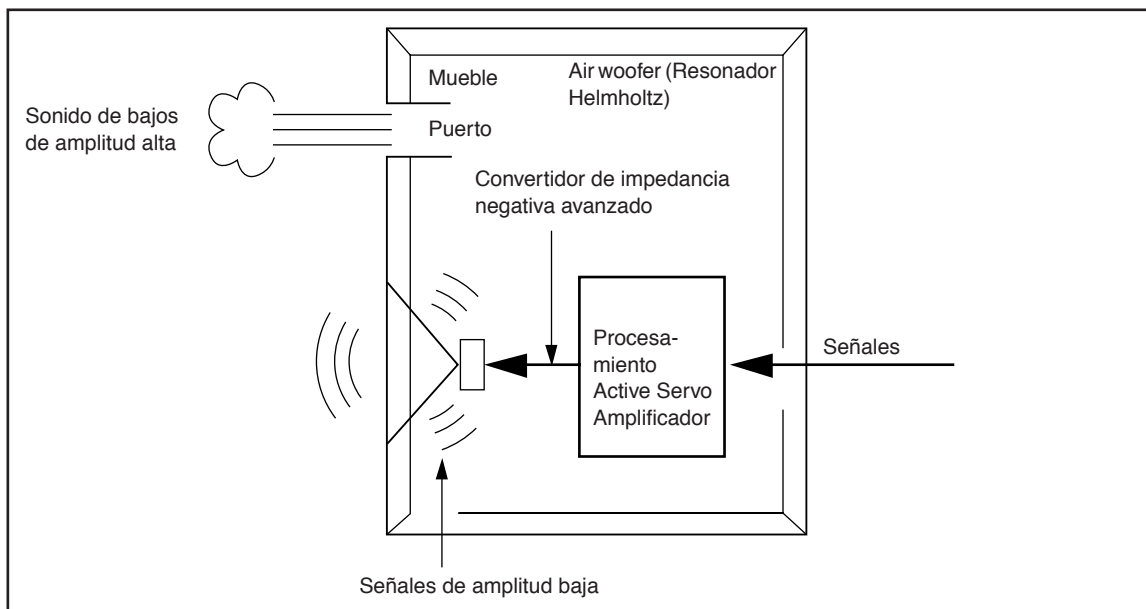 Mueble
Air woofer (Resonador
Helmholtz)
Sonido de bajos
de amplitud alta
Puerto
Convertidor de impedancia
negativa avanzado
Procesa-
miento
Active Servo
Amplificador
Señales
Señales de amplitud baja